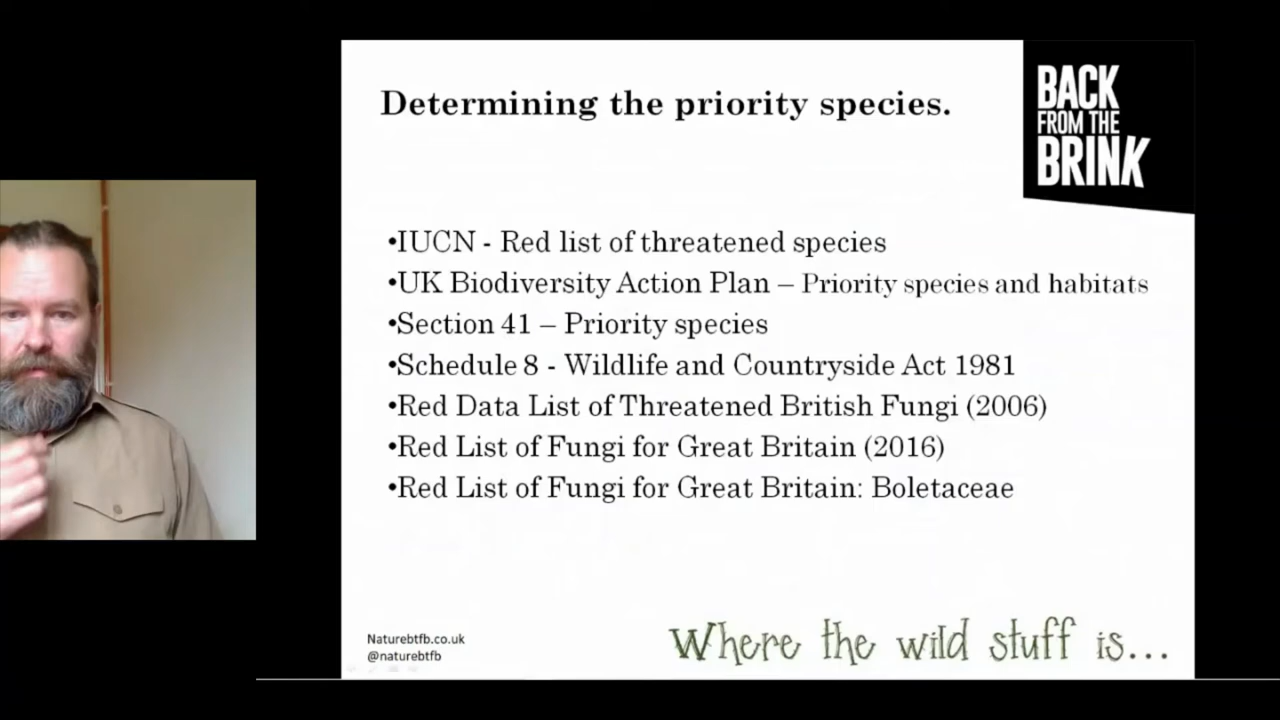 Determining the priority species.
BACK
FROM THE
BRINK
•IUCN - Red list of threatened species
•UK Biodiversity Action Plan – Priority species and habitats
•Section 41 – Priority species
•Schedule 8 - Wildlife and Countryside Act 1981
•Red Data List of Threatened British Fungi (2006)
•Red List of Fungi for Great Britain (2016)
•Red List of Fungi for Great Britain: Boletaceae
Naturebtfb.co.uk
@naturebtfb
Where the wild stuff is...